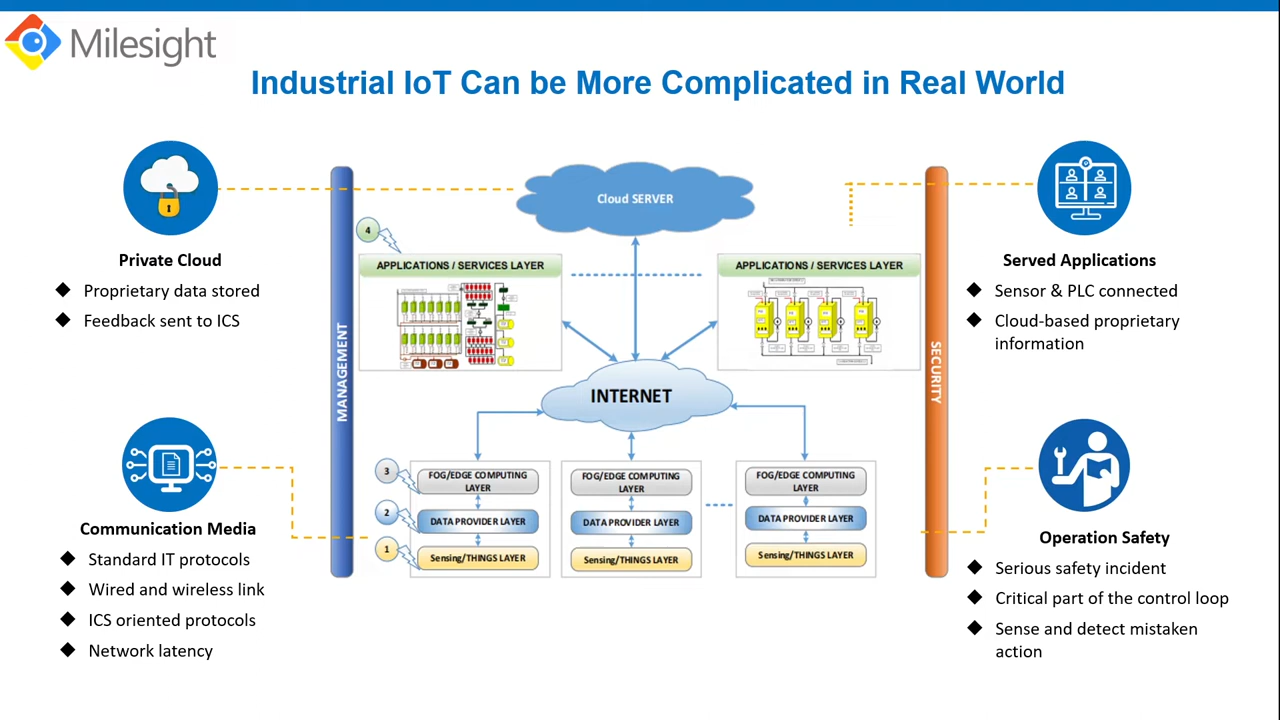 Milesight
Industrial IoT Can be More Complicated in Real World
Private Cloud
Proprietary data stored
Feedback sent to ICS
Communication Media
Standard IT protocols
Wired and wireless link
ICS oriented protocols
Network latency
MANAGEMENT
Cloud SERVER
4
APPLICATIONS / SERVICES LAYER
APPLICATIONS / SERVICES LAYER
INTERNET
3
FOG/EDGE COMPUTING
LAYER
2
DATA PROVIDER LAYER
1
Sensing/THINGS LAYER
FOG/EDGE COMPUTING
LAYER
DATA PROVIDER LAYER
Sensing/THINGS LAYER
FOG/EDGE COMPUTING
LAYER
DATA PROVIDER LAYER
Sensing/THINGS LAYER
SECURITY
Served Applications
Sensor & PLC connected
Cloud-based proprietary
information
Operation Safety
Serious safety incident
Critical part of the control loop
Sense and detect mistaken
action